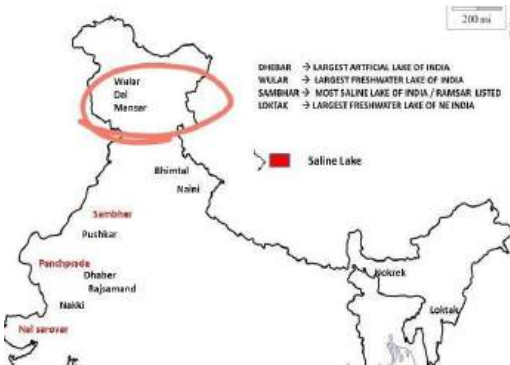 200 mi
DHEBAR → LARGEST ARTFICIAL LAKE OF INDIA
WULAR → LARGEST FRESHWATER LAKE OF INDIA
SAMBHAR → MOST SALINE LAKE OF INDIA / RAMSAR LISTED
LOKTAK → LARGEST FRESHWATER LAKE OF NE INDIA
Wular
Dal
Mansar
Saline Lake
Bhimtal
Naini
Sambhar
Pushkar
Panchpada
Dhaber
Rajsamand
Nakki
Nal sarovar
Nokrek
Loktak